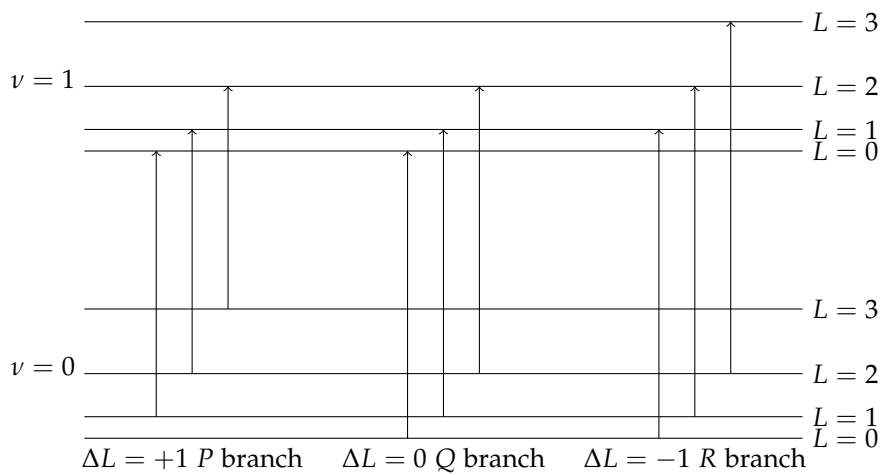 L = 3
ν = 1
L = 2
L = 1
L = 0
L = 3
ν = 0
L = 2
L = 1
L = 0
ΔL = +1 P branch
ΔL = 0 Q branch
ΔL = −1 R branch